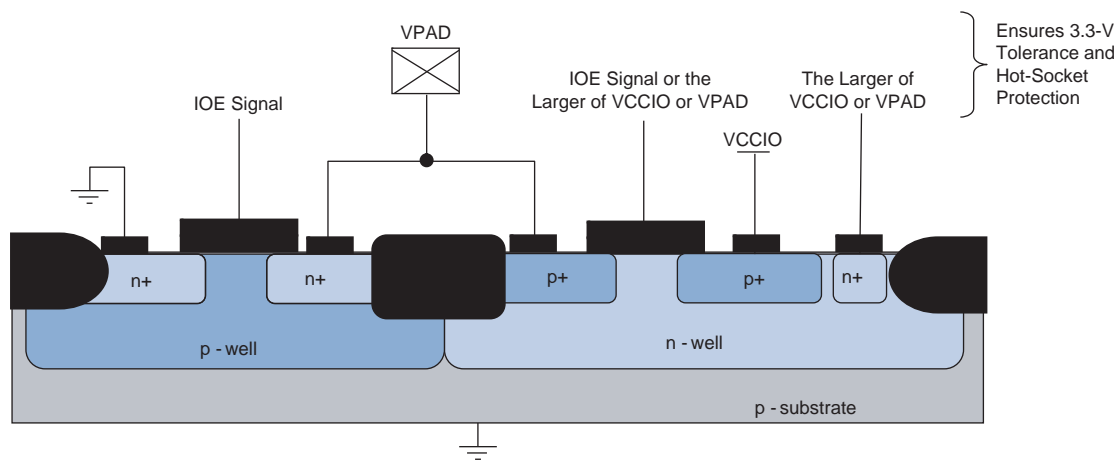 VPAD
IOE Signal
IOE Signal or the
Larger of VCCIO or VPAD
The Larger of
VCCIO or VPAD
Ensures 3.3-V
Tolerance and
Hot-Socket
Protection
VCCIO
n+
n+
p+
p+
n+
p - well
n - well
p - substrate